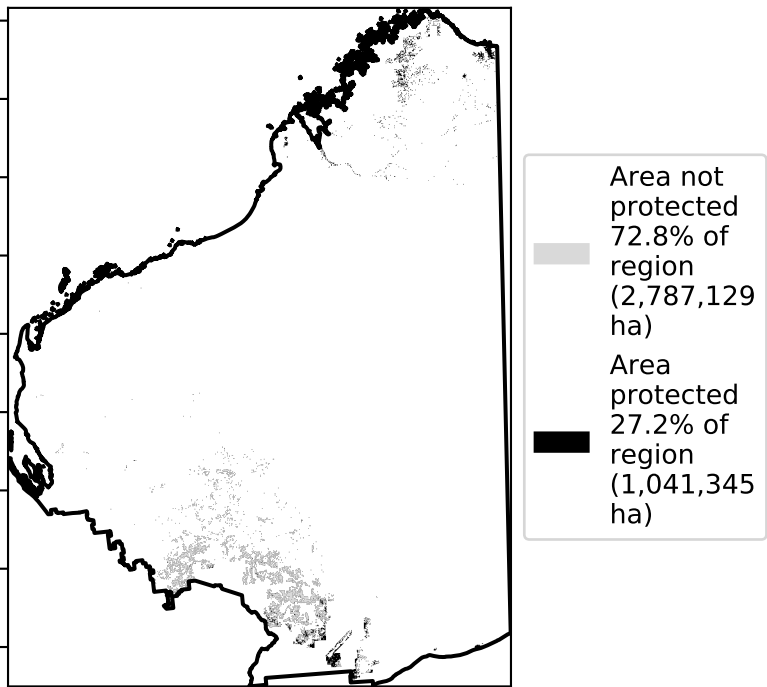 Area not
protected
72.8% of
region
(2,787,129
ha)
Area
protected
27.2% of
region
(1,041,345
ha)